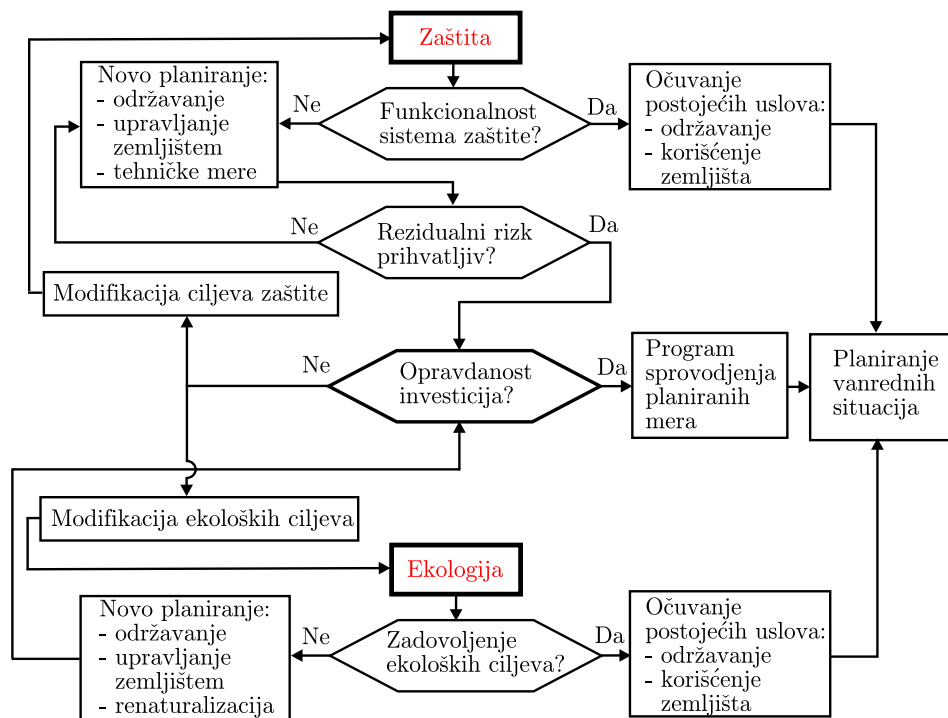 Zaštita
Novo planiranje:
- održavanje
- upravljanje
zemljištem
- tehničke mere
Ne
Funkcionalnost
sistema zaštite?
Da
Očuvanje
postojećih uslova:
- održavanje
- korišćenje
zemljišta
Ne
Rezidualni rizk
prihvatljiv?
Da
Modifikacija ciljeva zaštite
Ne
Opravdanost
investicija?
Da
Program
sprovodjenja
planiranih
mera
Planiranje
vanrednih
situacija
Modifikacija ekoloških ciljeva
Ekologija
Novo planiranje:
- održavanje
- upravljanje
zemljištem
- renaturalizacija
Ne
Zadovoljenje
ekoloških ciljeva?
Da
Očuvanje
postojećih uslova:
- održavanje
- korišćenje
zemljišta